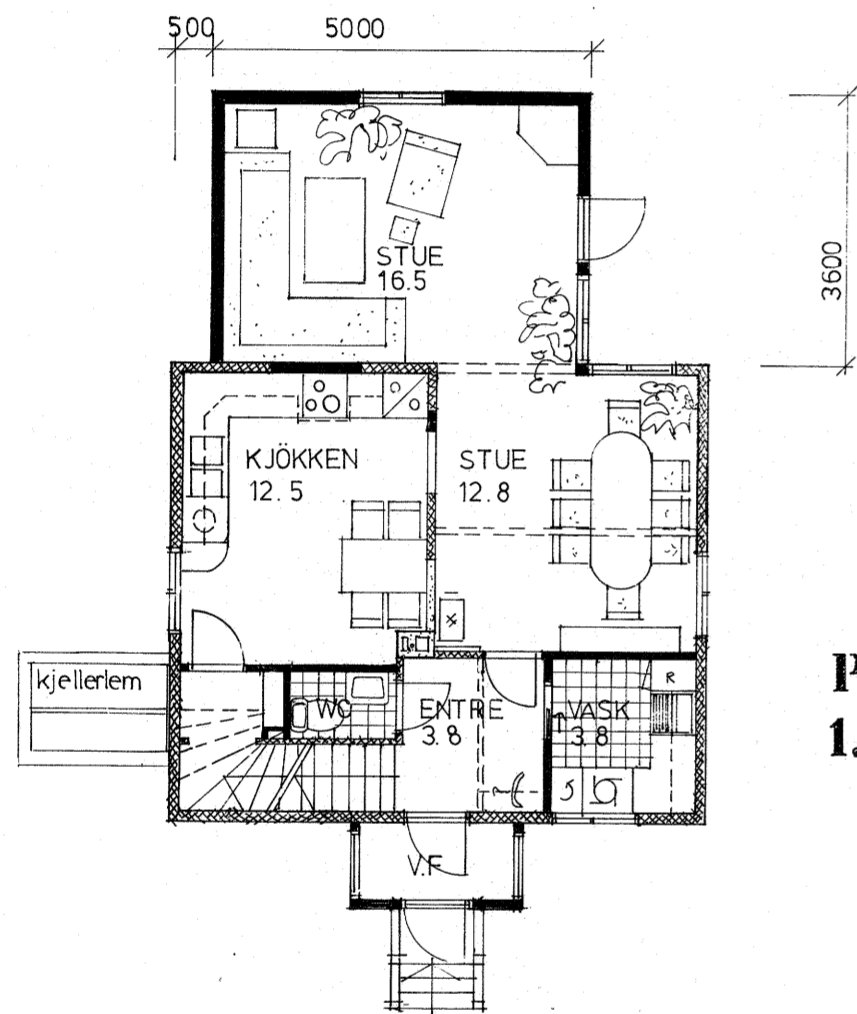 500 5000
3600
STUE
16.5
KJÖKKEN
12.5
STUE
12.8
kjellerlem
WC
ENTRE
3.8
VASK
3.8
R
V.F
1.